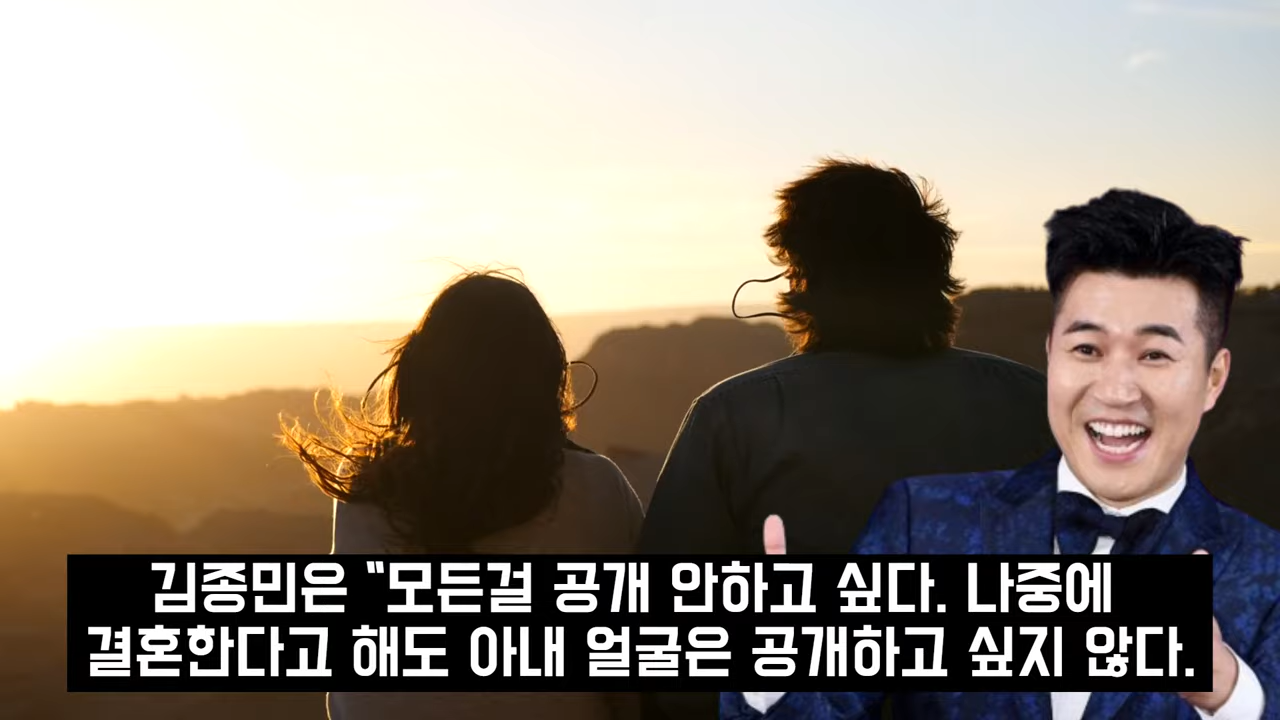 김종민은 "모든걸 공개 안하고 싶다. 나중에
결혼한다고 해도 아내 얼굴은 공개하고 싶지 않다.